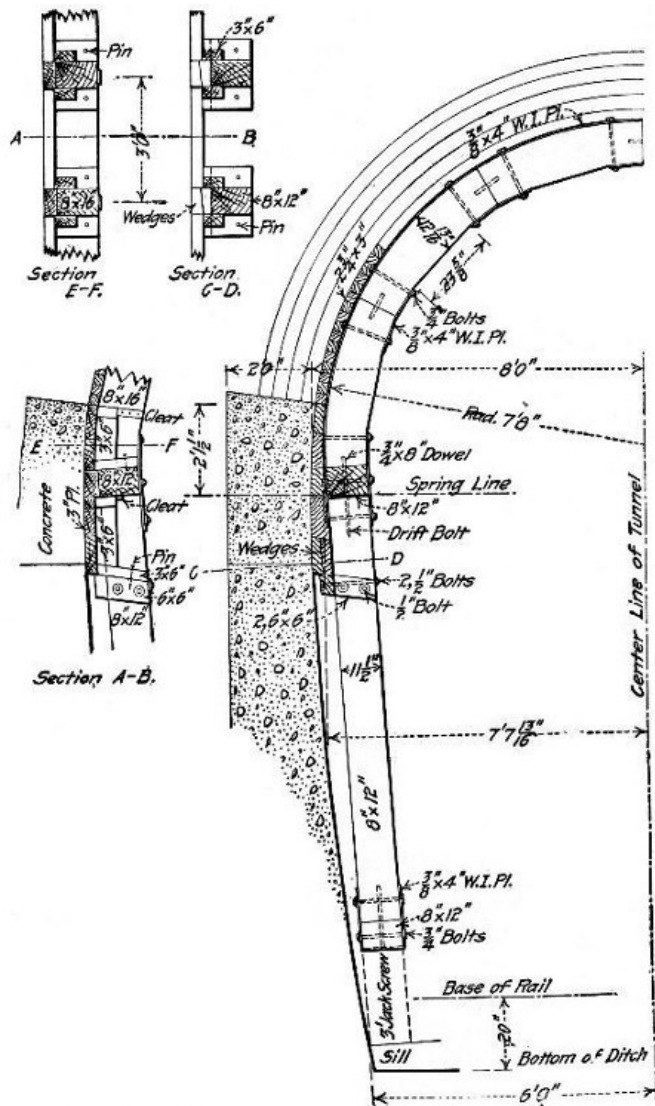 3"x6"
Pin
A
B
3'0"
8"x16"
8"x12"
Wedges
Pin
Section
E-F.
Section
C-D.
3/8"x4" W.I.Pl.
2 3/4"x3"
23 5/8"
3/4"Bolts
3/8"x4"W.I.Pl.
2'0"
8'0"
Rad. 7'8"
8"x16"
Cleat
E
3"x6"
F
2'1 1/2"
3/4"x8"Dowel
Spring Line
8"x12"
3"Pl.
Concrete
8"x12"
Cleat
Drift Bolt
3"x6"
Wedges
D
Pin
3"x6"
C
6"x6"
2, 1/2"Bolts
1/2"Bolt
8"x12"
2,6"x6"
Section A-B.
11 1/2"
7'7 13/16"
Center Line of Tunnel
8"x12"
3/8"x4"W.I.Pl.
8"x12"
3/4"Bolts
3'Jack Screw
Base of Rail
20"
Sill
Bottom of Ditch
6'0"